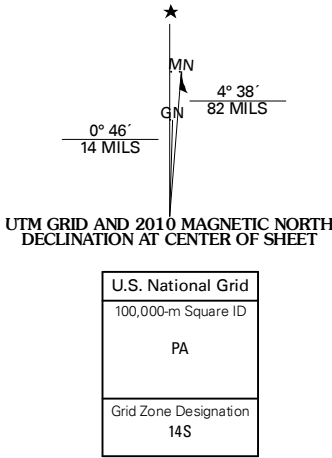 MN
4° 38´
82 MILS
GN
0° 46´
14 MILS
UTM GRID AND 2010 MAGNETIC NORTH
DECLINATION AT CENTER OF SHEET
U.S. National Grid
100,000-m Square ID
PA
Grid Zone Designation
14S